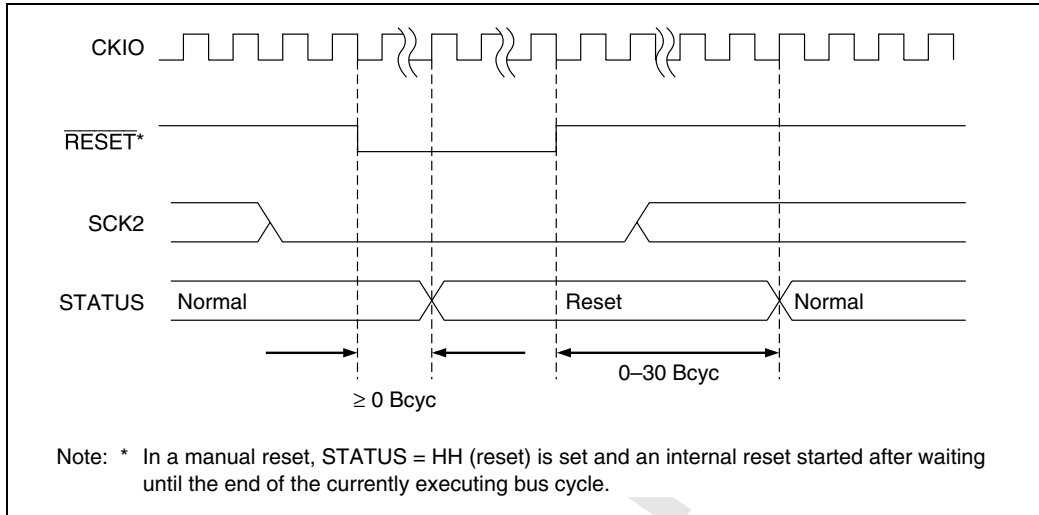 CKIO
RESET*
SCK2
STATUS Normal Reset Normal
0–30 Bcyc
≥ 0 Bcyc
Note: * In a manual reset, STATUS = HH (reset) is set and an internal reset started after waiting
until the end of the currently executing bus cycle.